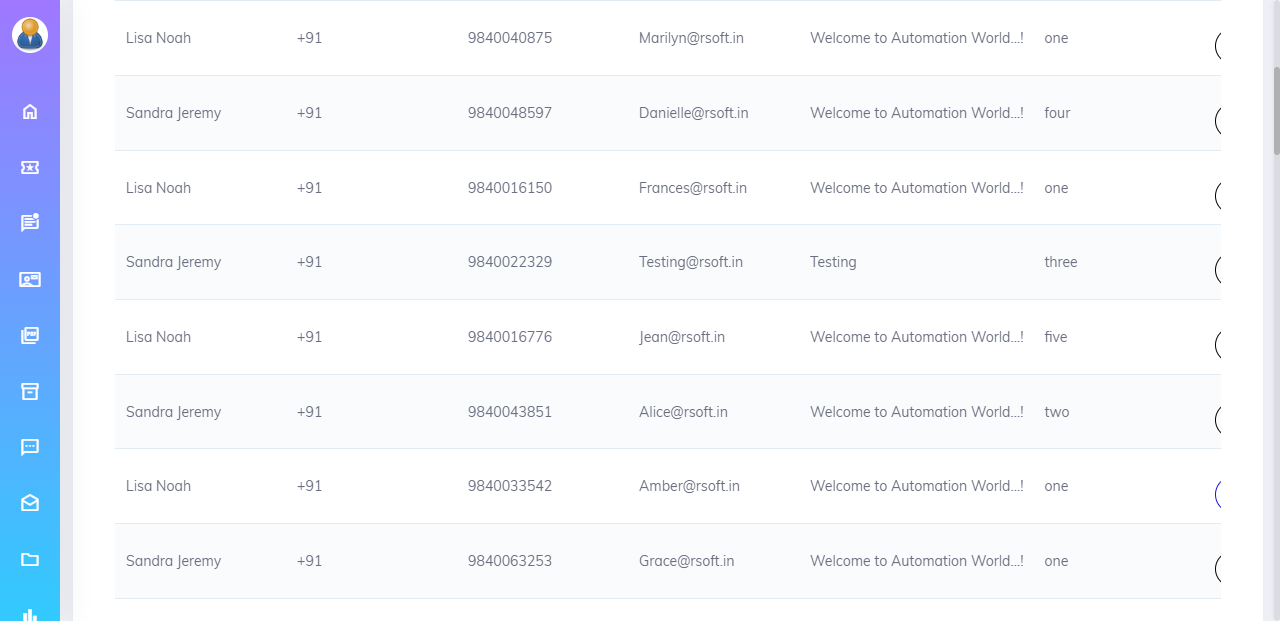 Lisa Noah +91 9840040875 Marilyn@rsoft.in Welcome to Automation World...! one
Sandra Jeremy +91 9840048597 Danielle@rsoft.in Welcome to Automation World...! four
Lisa Noah +91 9840016150 Frances@rsoft.in Welcome to Automation World...! one
Sandra Jeremy +91 9840022329 Testing@rsoft.in Testing three
Lisa Noah +91 9840016776 Jean@rsoft.in Welcome to Automation World...! five
Sandra Jeremy +91 9840043851 Alice@rsoft.in Welcome to Automation World...! two
Lisa Noah +91 9840033542 Amber@rsoft.in Welcome to Automation World...! one
Sandra Jeremy +91 9840063253 Grace@rsoft.in Welcome to Automation World...! one